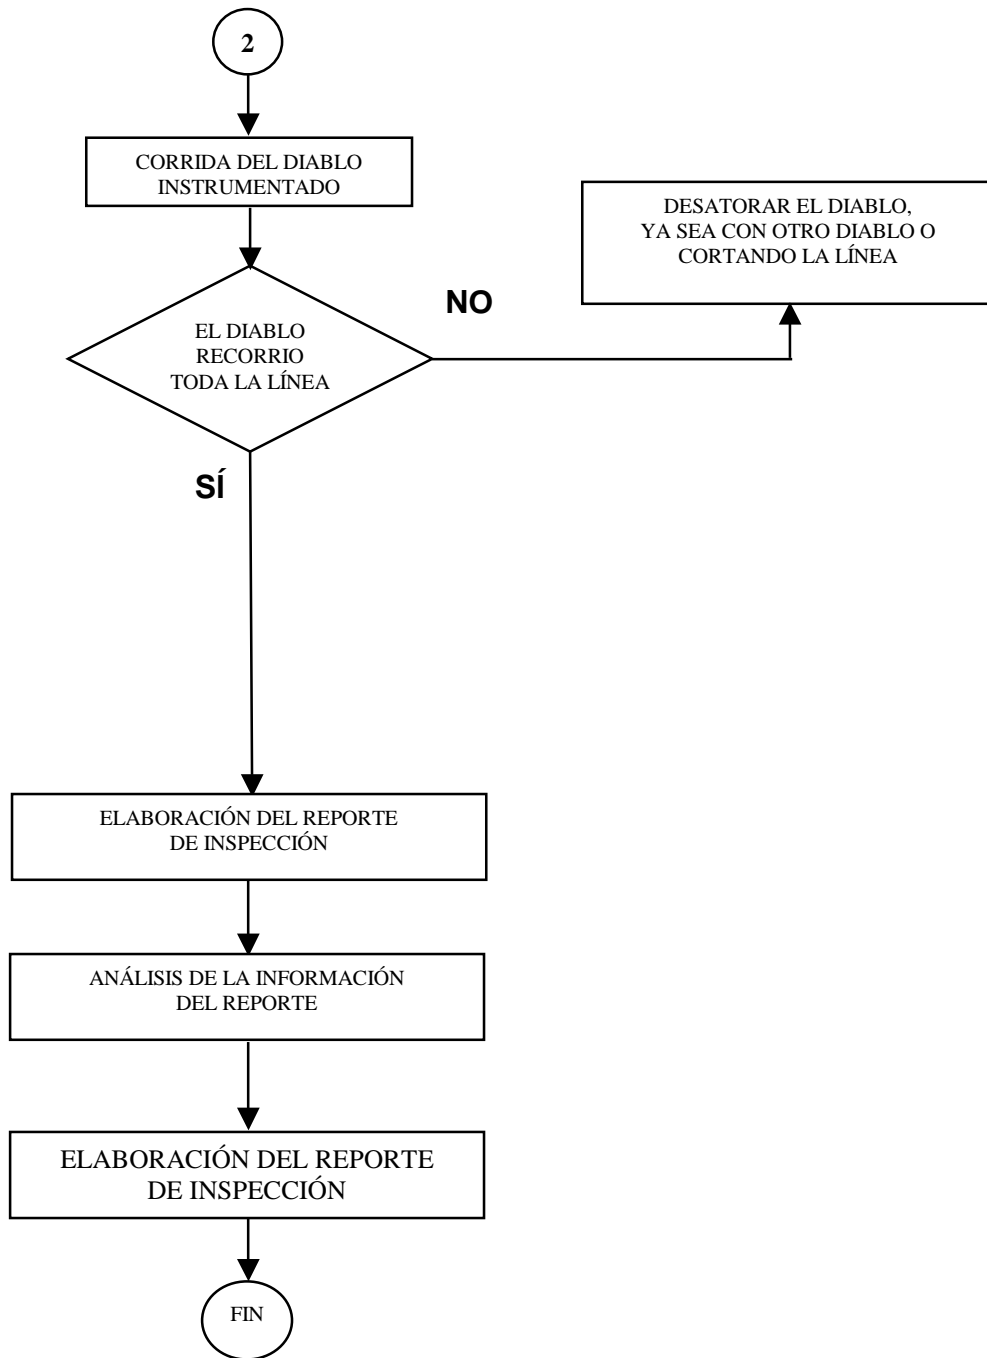 2
CORRIDA DEL DIABLO
INSTRUMENTADO
DESATORAR EL DIABLO,
YA SEA CON OTRO DIABLO O
CORTANDO LA LÍNEA
NO
EL DIABLO
RECORRIO
TODA LA LÍNEA
SÍ
ELABORACIÓN DEL REPORTE
DE INSPECCIÓN
ANÁLISIS DE LA INFORMACIÓN
DEL REPORTE
ELABORACIÓN DEL REPORTE
DE INSPECCIÓN
FIN